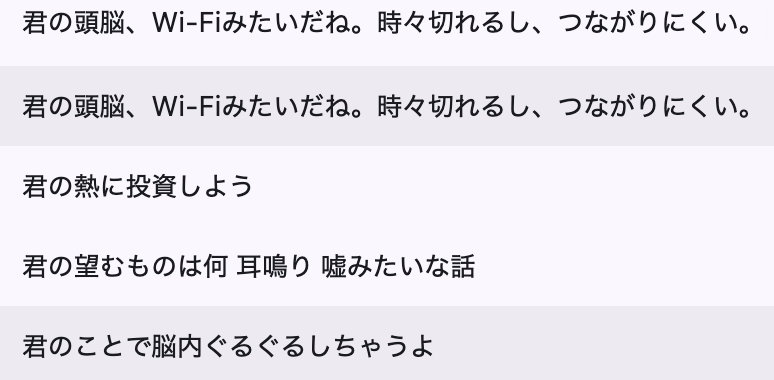 君の頭脳、Wi-Fiみたいだね。時々切れるし、つながりにくい。
君の頭脳、Wi-Fiみたいだね。時々切れるし、つながりにくい。
君の熱に投資しよう
君の望むものは何 耳鳴り 嘘みたいな話
君のことで脳内ぐるぐるしちゃうよ